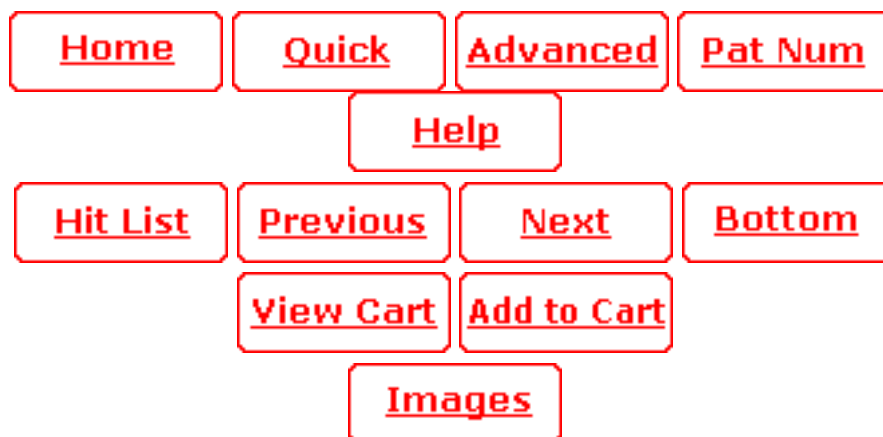 Home Quick Advanced Pat Num
Help
Hit List Previous Next Bottom
View Cart Add to Cart
Images